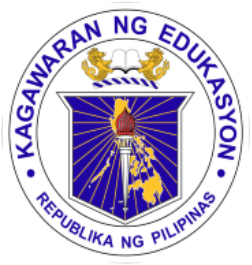 KAGAWARAN NG EDUKASYON
REPUBLIKA NG PILIPINAS